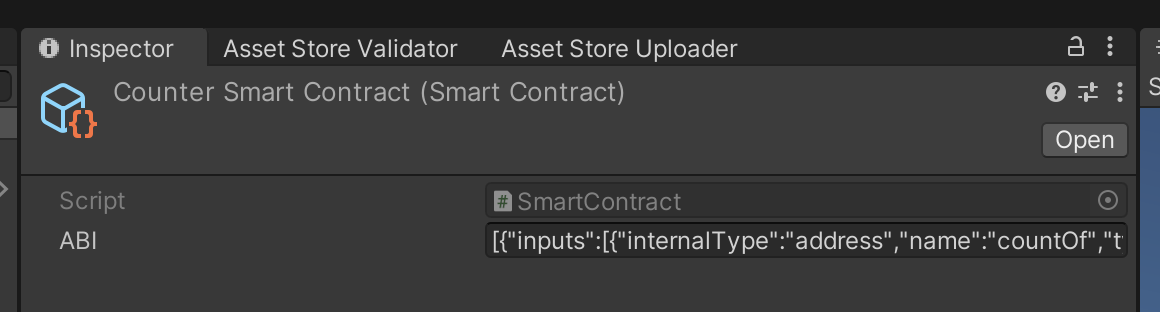 Inspector Asset Store Validator Asset Store Uploader
Counter Smart Contract (Smart Contract)
Open
Script SmartContract
ABI [{"inputs":[{"internalType":"address","name":"countOf","t